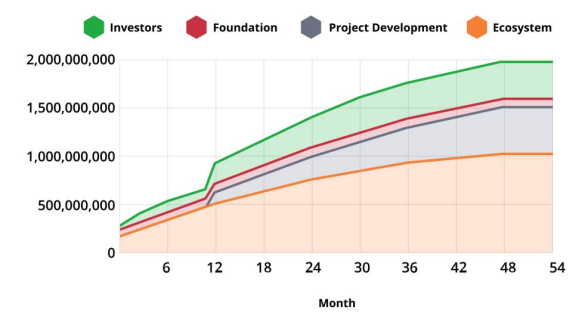 Investors Foundation Project Development Ecosystem
2,000,000,000
1,500,000,000
1,000,000,000
500,000,000
0
6 12 18 24 30 36 42 48 54
Month